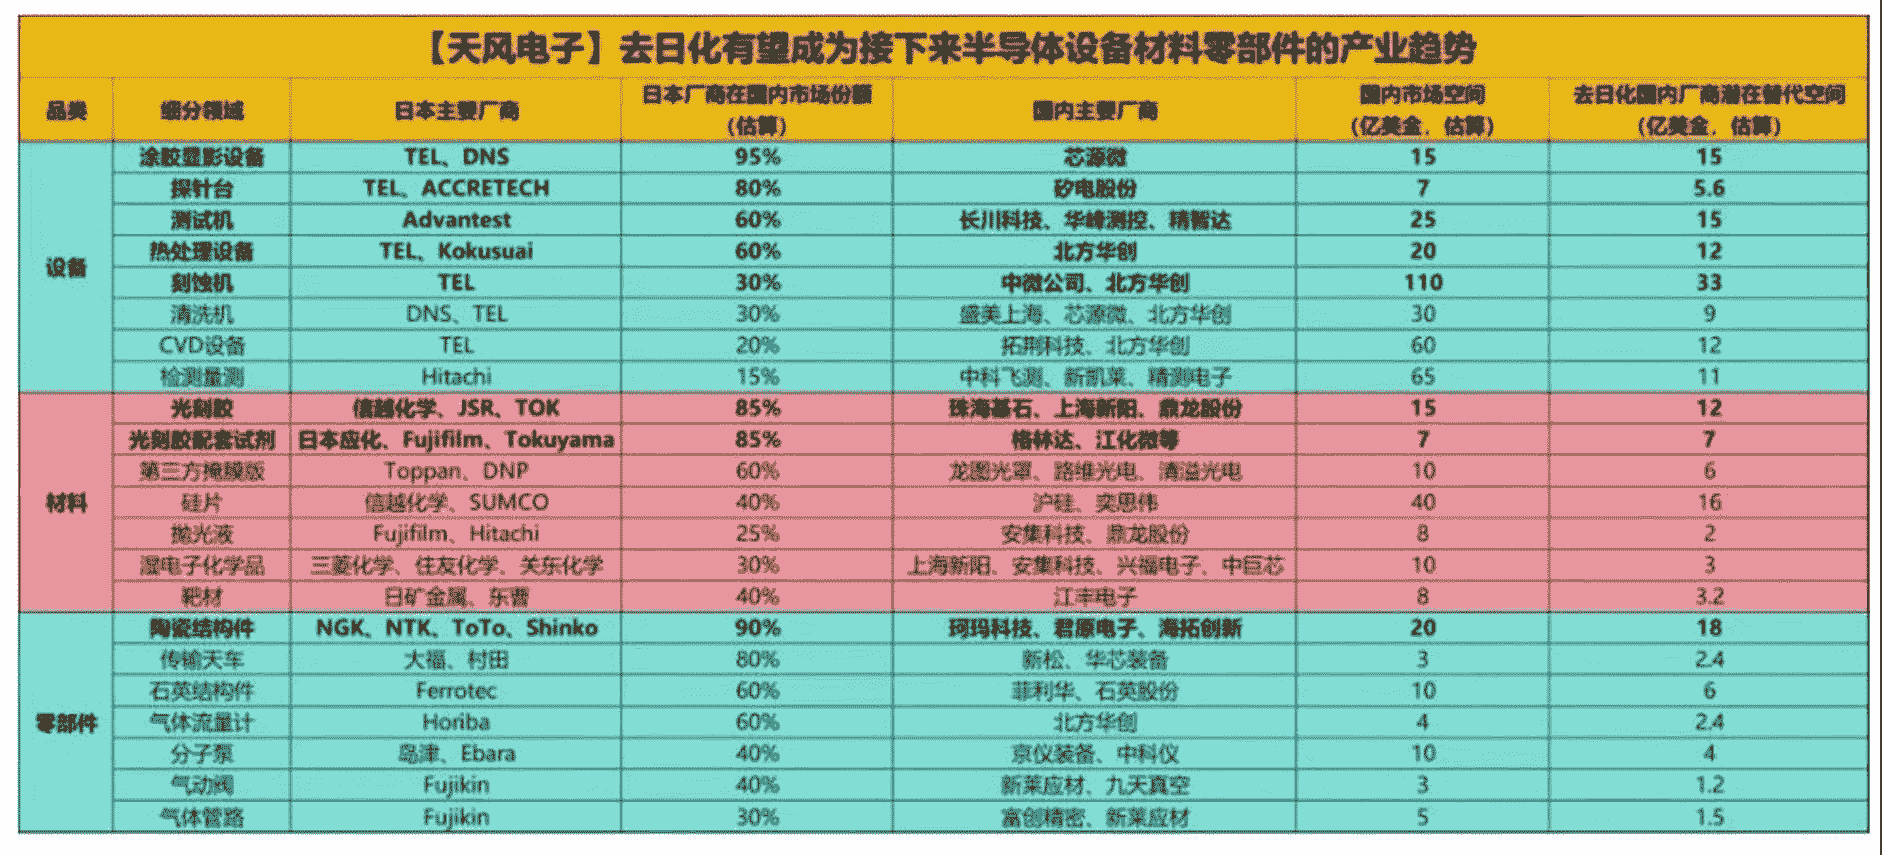 【天风电子】去日化有望成为接下来半导体设备材料零部件的产业趋势
品类 细分领域 日本主要厂商 日本厂商在国内市场份额（估算） 国内主要厂商 国内市场空间（亿美金，估算） 去日化国内厂商潜在替代空间（亿美金，估算）
设备
涂胶显影设备 TEL、DNS 95% 芯源微 15 15
探针台 TEL、ACCRETECH 80% 矽电股份 7 5.6
测试机 Advantest 60% 长川科技、华峰测控、精智达 25 15
热处理设备 TEL、Kokusuai 60% 北方华创 20 12
刻蚀机 TEL 30% 中微公司、北方华创 110 33
清洗机 DNS、TEL 30% 盛美上海、芯源微、北方华创 30 9
CVD设备 TEL 20% 拓荆科技、北方华创 60 12
检测量测 Hitachi 15% 中科飞测、新凯莱、精测电子 65 11
材料
光刻胶 信越化学、JSR、TOK 85% 珠海基石、上海新阳、鼎龙股份 15 12
光刻胶配套试剂 日本应化、Fujifilm、Tokuyama 85% 格林达、江化微等 7 7
第三方掩膜版 Toppan、DNP 60% 龙图光罩、路维光电、清溢光电 10 6
硅片 信越化学、SUMCO 40% 沪硅、奕思伟 40 16
抛光液 Fujifilm、Hitachi 25% 安集科技、鼎龙股份 8 2
湿电子化学品 三菱化学、住友化学、关东化学 30% 上海新阳、安集科技、兴福电子、中巨芯 10 3
靶材 日矿金属、东曹 40% 江丰电子 8 3.2
零部件
陶瓷结构件 NGK、NTK、ToTo、Shinko 90% 珂玛科技、君原电子、海拓创新 20 18
传输天车 大福、村田 80% 新松、华芯装备 3 2.4
石英结构件 Ferrotec 60% 菲利华、石英股份 10 6
气体流量计 Horiba 60% 北方华创 4 2.4
分子泵 岛津、Ebara 40% 京仪装备、中科仪 10 4
气动阀 Fujikin 40% 新莱应材、九天真空 3 1.2
气体管路 Fujikin 30% 富创精密、新莱应材 5 1.5